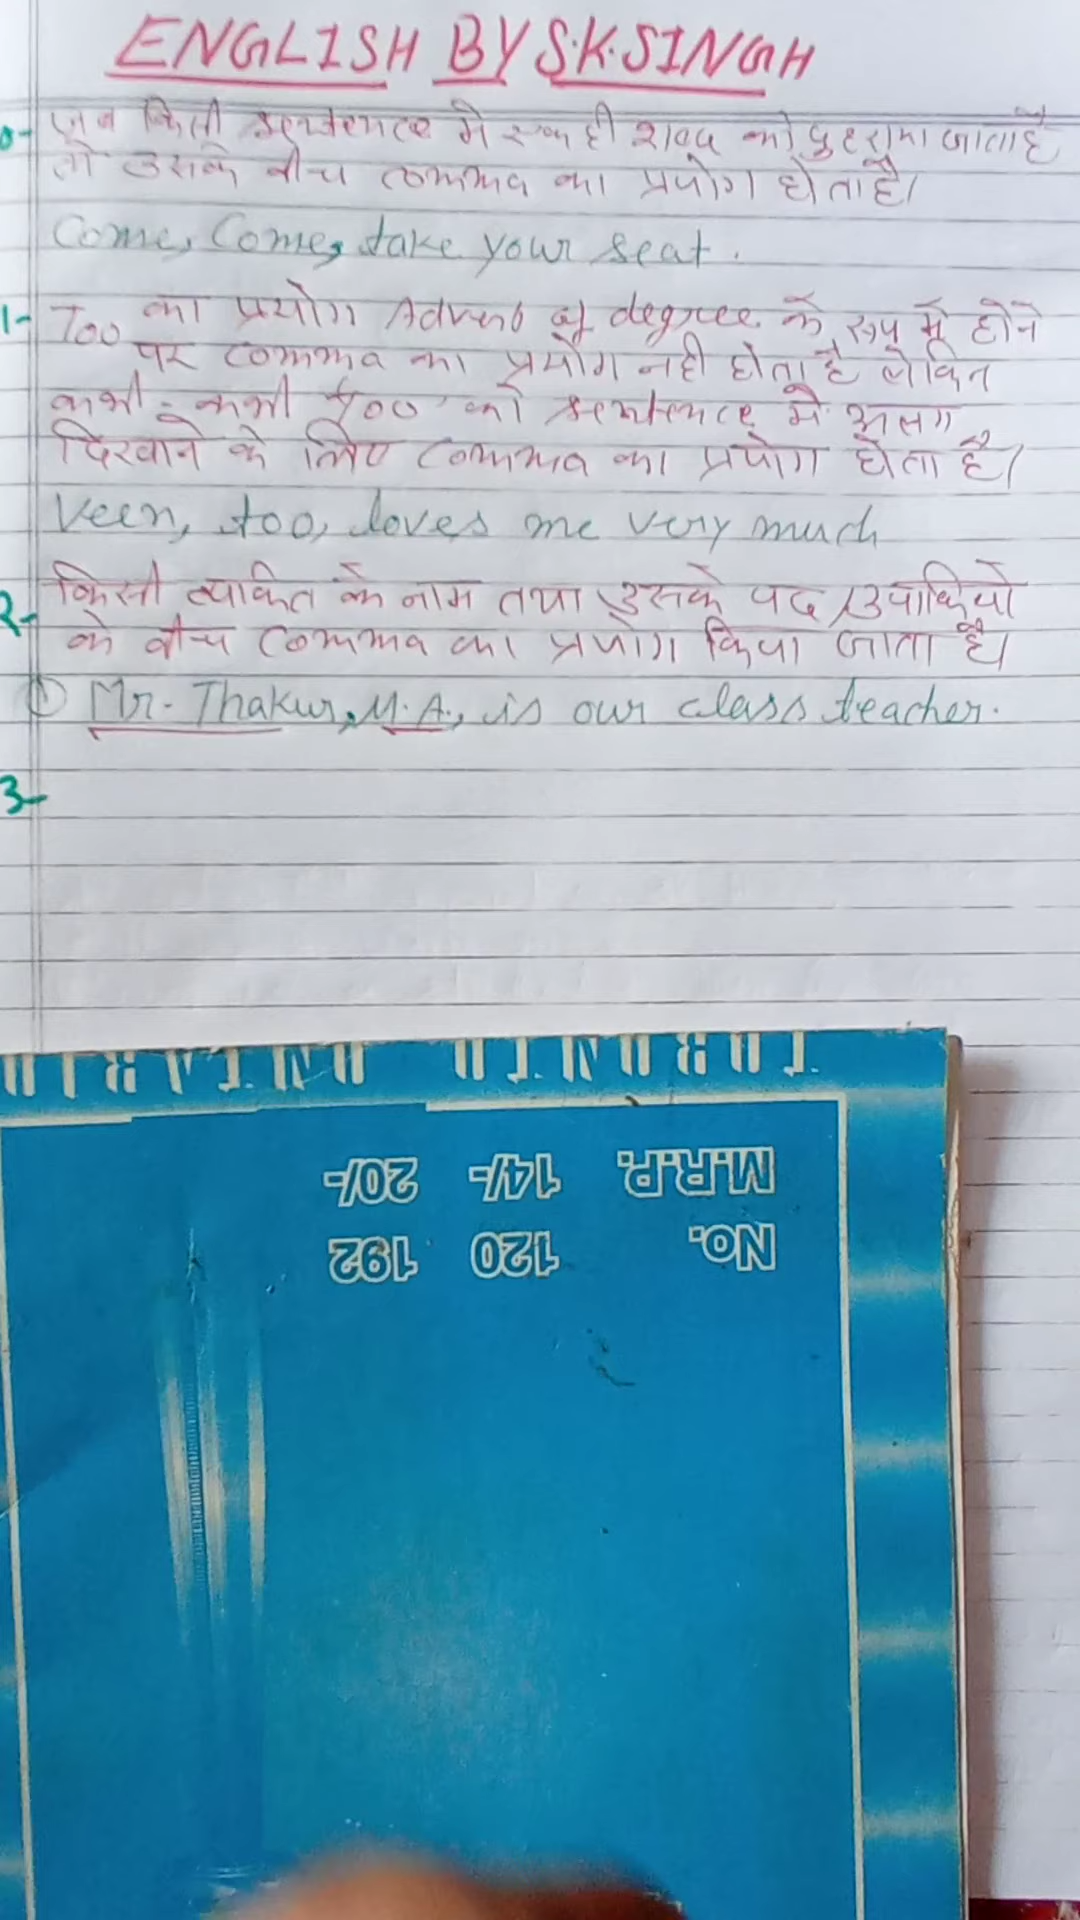 ENGLISH BY S.K.SINGH
0- जब किसी sentence मे एक ही शब्द को दुहराया जाता है
तो उसके बीच comma का प्रयोग होता है।
Come, Come, take your seat.
1- Too का प्रयोग Adverb of degree के रूप में होने
पर comma का प्रयोग नही होता है लेकिन
कभी-कभी too को sentence मे अलग
दिखाने के लिए comma का प्रयोग होता है।
Veen, too, loves me very much
2- किसी व्यक्ति के नाम तथा उसके पद /उपाधियो
के बीच comma का प्रयोग किया जाता है।
① Mr. Thakur, M.A., is our class teacher.
3-
M.R.P. 14/- 20/-
No. 120 192